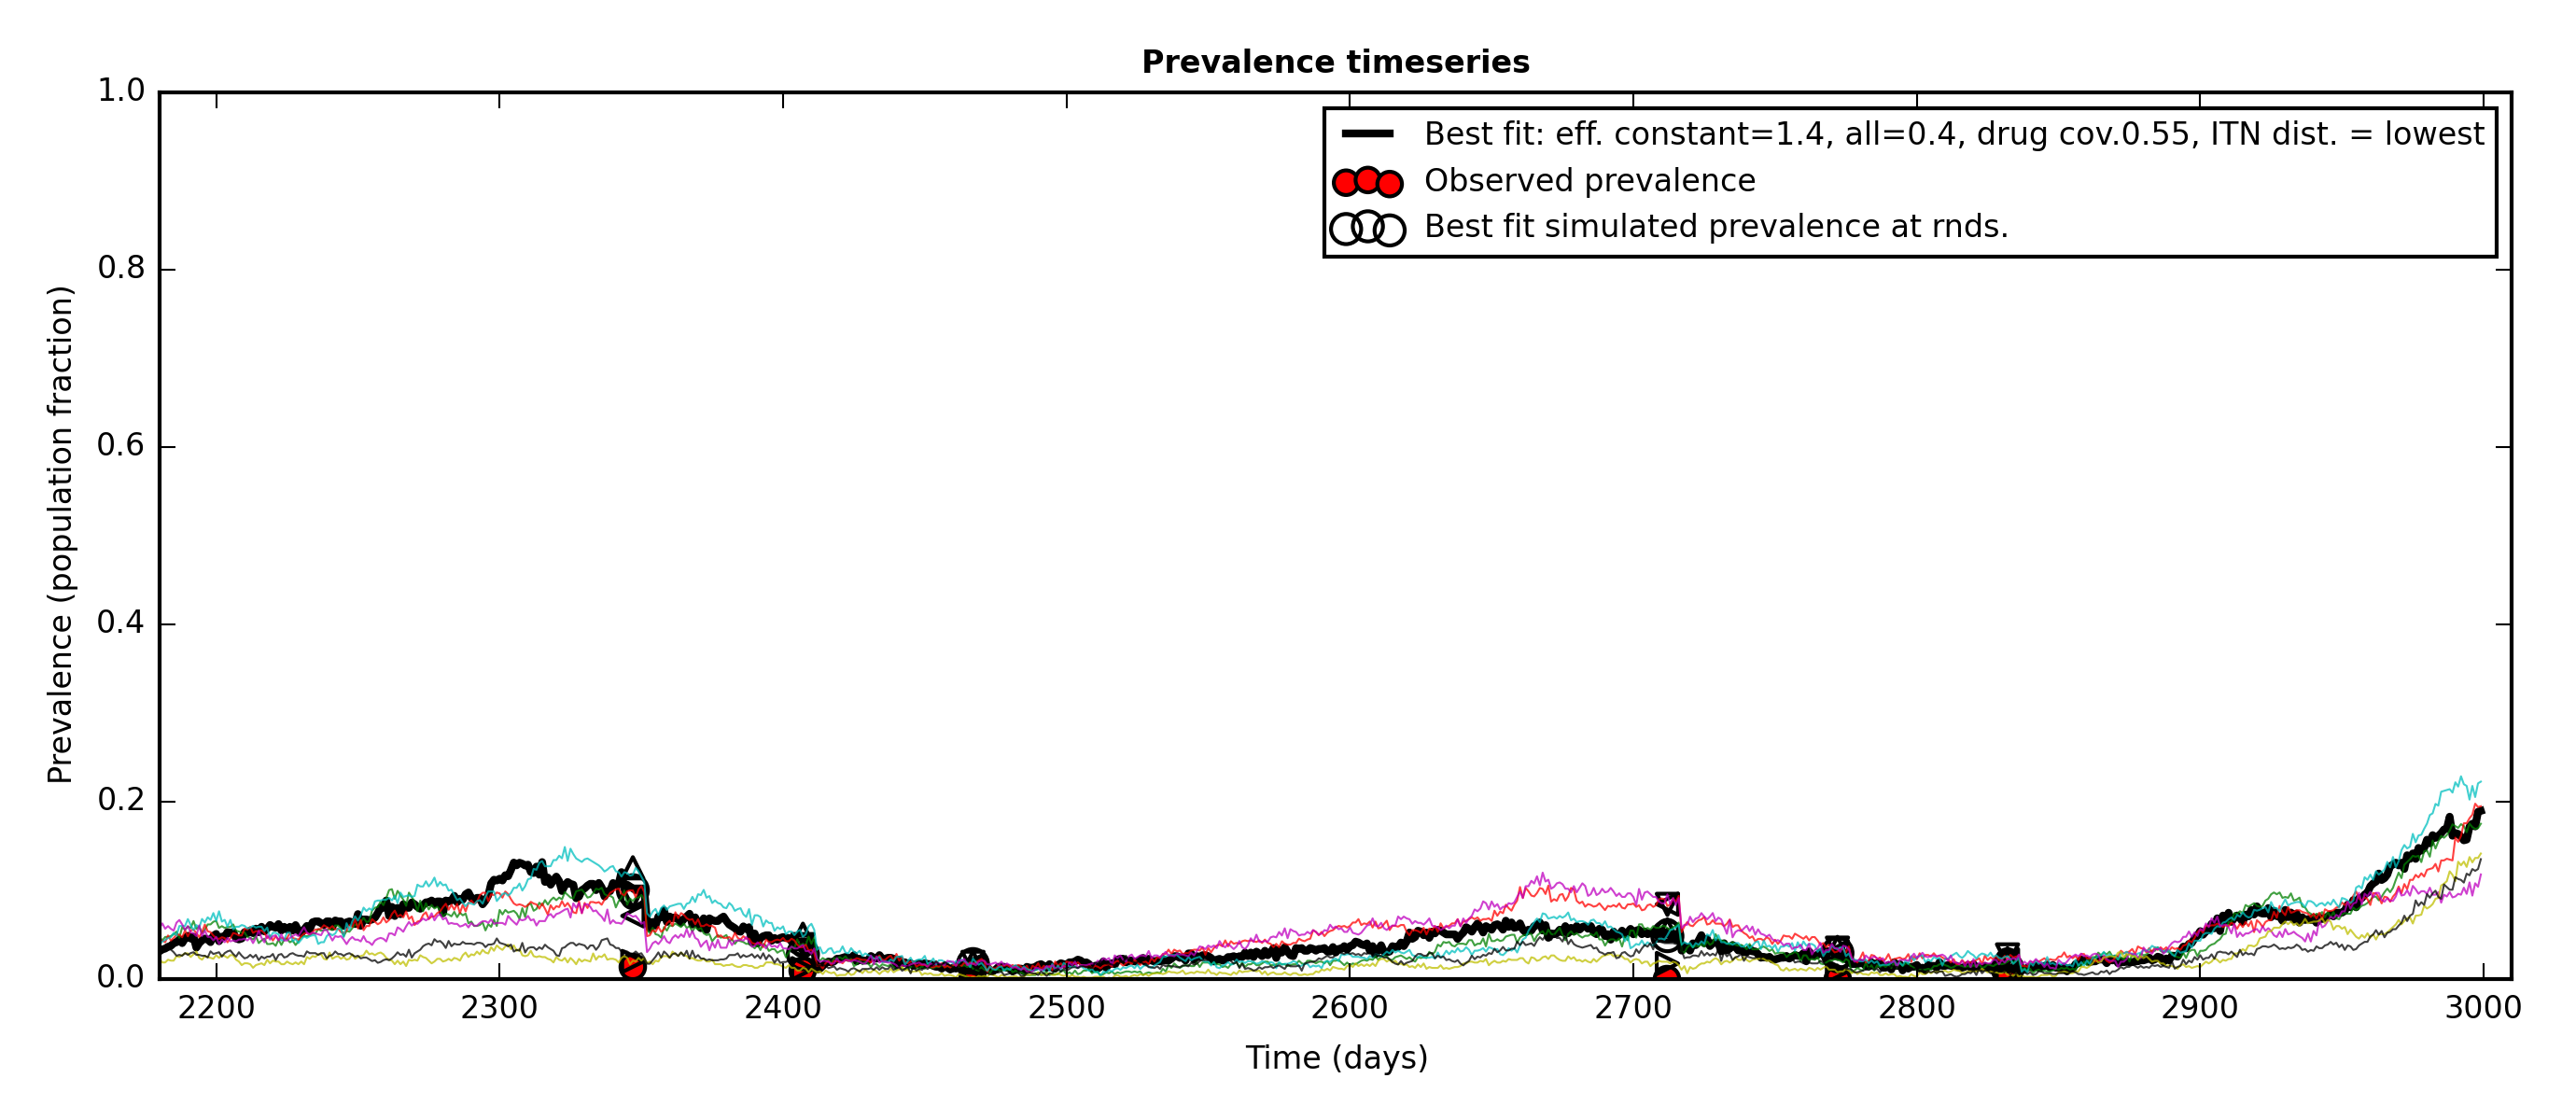 Prevalence timeseries
Best fit: eff. constant=1.4, all=0.4, drug cov.0.55, ITN dist. = lowest
Observed prevalence
Best fit simulated prevalence at rnds.
Prevalence (population fraction)
1.0
0.8
0.6
0.4
0.2
0.0
2200 2300 2400 2500 2600 2700 2800 2900 3000
Time (days)